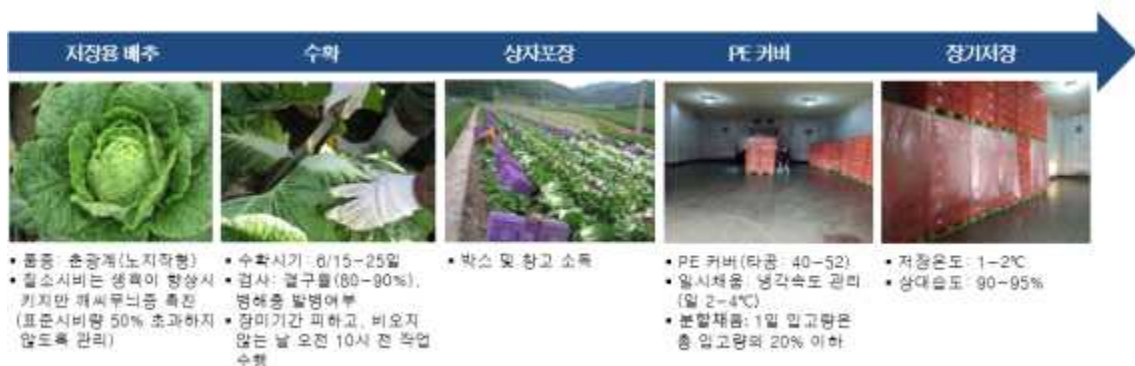 저장용 배추
수확
상자포장
PE 커버
장기저장
▪ 품종: 춘광계(노지작형)
▪ 질소시비는 생육이 향상시
키지만 깨씨무늬증 촉진
(표준시비량 50% 초과하지
않도록 관리)
▪ 수확시기: 6/15-25일
▪ 검사: 결구률(80-90%),
병해충 발병여부
▪ 장미기간 피하고, 비오지
않는 날 오전 10시 전 작업
수행
▪ 박스 및 창고 소독
▪ PE 커버(타공: 40-52)
▪ 일시채움: 냉각속도 관리
(일 2-4℃)
▪ 분할채움: 1일 입고량은
총 입고량의 20% 이하
▪ 저장온도: 1-2℃
▪ 상대습도: 90-95%